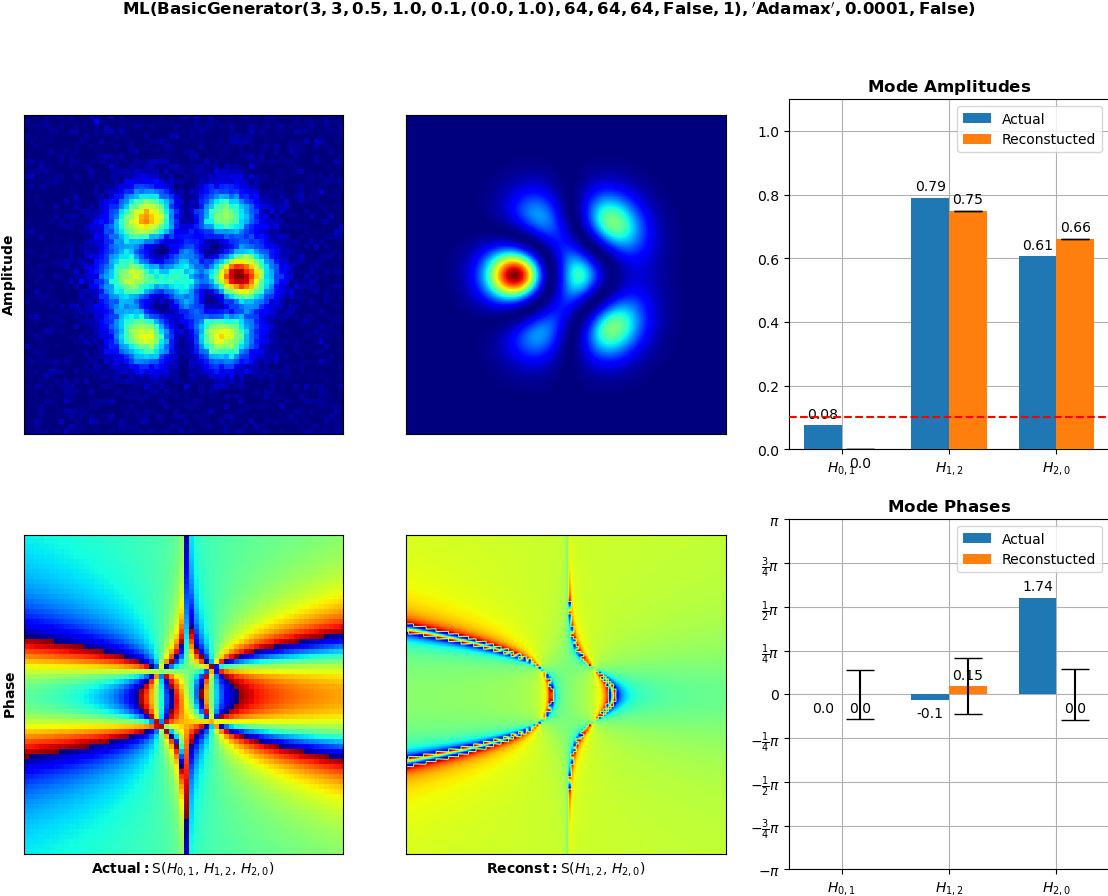 ML(BasicGenerator(3, 3, 0.5, 1.0, 0.1, (0.0, 1.0), 64, 64, 64, False, 1), ′Adamax′, 0.0001, False)
Amplitude
Mode Amplitudes
Actual
Reconstucted
1.0
0.8
0.6
0.4
0.2
0.0
0.08
0.0
0.79
0.75
0.61
0.66
H0, 1
H1, 2
H2, 0
Phase
Actual: S(H0, 1, H1, 2, H2, 0)
Reconst: S(H1, 2, H2, 0)
Mode Phases
Actual
Reconstucted
π
3/4π
1/2π
1/4π
0
−1/4π
−1/2π
−3/4π
−π
0.0
0.0
-0.1
0.15
1.74
0.0
H0, 1
H1, 2
H2, 0